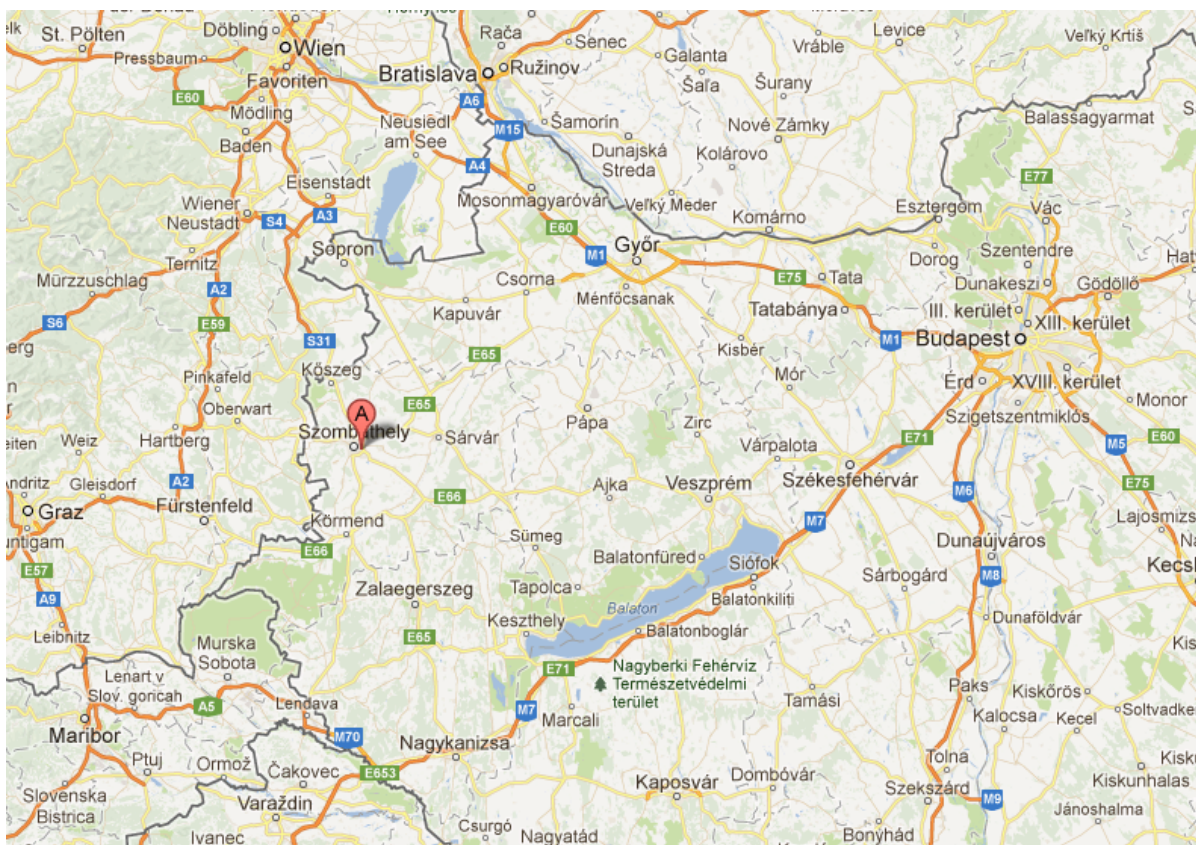 St. Pölten
Döbling
Wien
Pressbaum
Favoriten
E60
Mödling
Baden
Rača
Senec
Bratislava
Ružinov
A6
Galanta
Šaľa
Vráble
Levice
Veľký Krtíš
Šurany
Neusiedl
am See
M15
Šamorín
Nové Zámky
Balassagyarmat
A4
Dunajská
Streda
Kolárovo
E77
Eisenstadt
Wiener
Neustadt
S4
A3
Mosonmagyaróvár
Veľký Meder
Komárno
Esztergom
Vác
E60
Sopron
M1
Győr
Szentendre
Ternitz
Dorog
Mürzzuschlag
A2
Csorna
E75
Tata
Dunakeszi
Gödöllő
Ménfőcsanak
Tatabánya
III. kerület
S6
E59
Kapuvár
XIII. kerület
S31
E65
Kisbér
M1
Budapest
Pinkafeld
Kőszeg
Mór
Érd
XVIII. kerület
Oberwart
A
E65
Pápa
Zirc
Szigetszentmiklós
Monor
Weiz
Hartberg
Szombathely
Sárvár
Várpalota
E71
M5
E60
Andritz
Gleisdorf
A2
E66
Ajka
Veszprém
Székesfehérvár
M6
E75
Graz
Fürstenfeld
Körmend
M7
Lajosmizs
E66
Sümeg
Balatonfüred
Siófok
Dunaújváros
E57
Zalaegerszeg
Tapolca
Sárbogárd
M8
A9
Balaton
Balatonkiliti
Leibnitz
Keszthely
Balatonboglár
Dunaföldvár
Murska
Sobota
E65
E71
Nagyberki Fehérvíz
Természetvédelmi
terület
Lenart v
Slov. goricah
Tamási
Paks
Kiskőrös
A5
Lendava
M7
Marcali
Kalocsa
Kecel
Soltvadke
Maribor
M70
Nagykanizsa
Ptuj
Ormož
Čakovec
E653
Tolna
Kaposvár
Dombóvár
Kiskunhalas
Slovenska
Bistrica
Varaždin
Szekszárd
M9
Jánoshalma
Ivanec
Csurgó
Nagyatád
Bonyhád